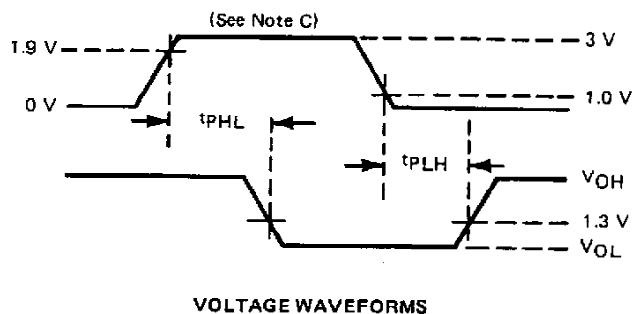 (See Note C)
1.9 V
3 V
0 V
1.0 V
tPHL
tPLH
VOH
1.3 V
VOL
VOLTAGE WAVEFORMS